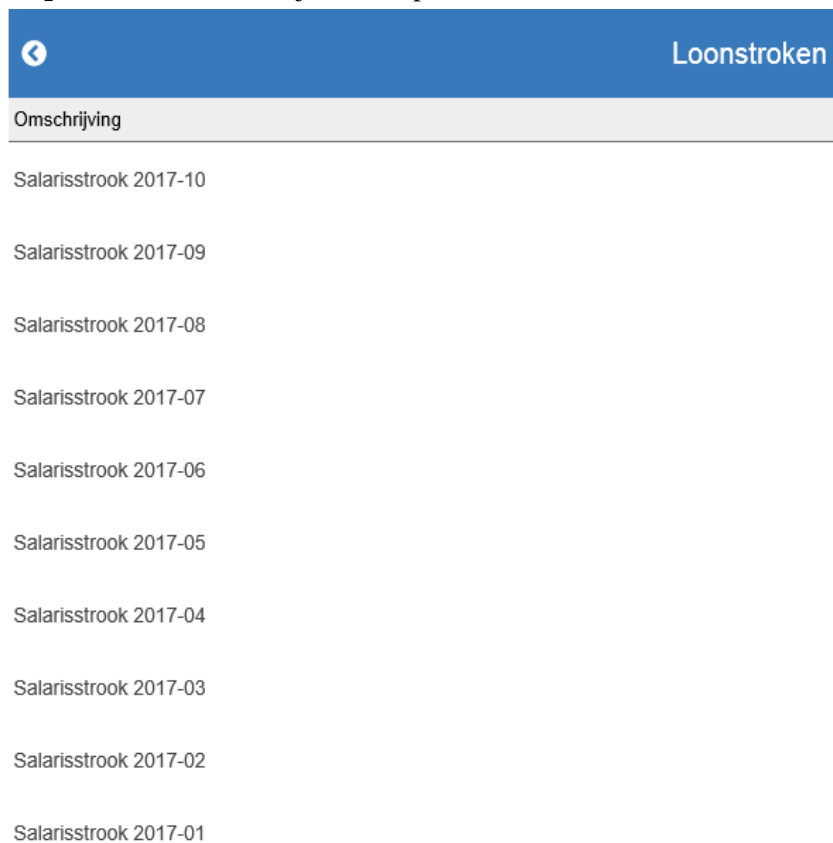 Loonstroken
Omschrijving
Salarisstrook 2017-10
Salarisstrook 2017-09
Salarisstrook 2017-08
Salarisstrook 2017-07
Salarisstrook 2017-06
Salarisstrook 2017-05
Salarisstrook 2017-04
Salarisstrook 2017-03
Salarisstrook 2017-02
Salarisstrook 2017-01